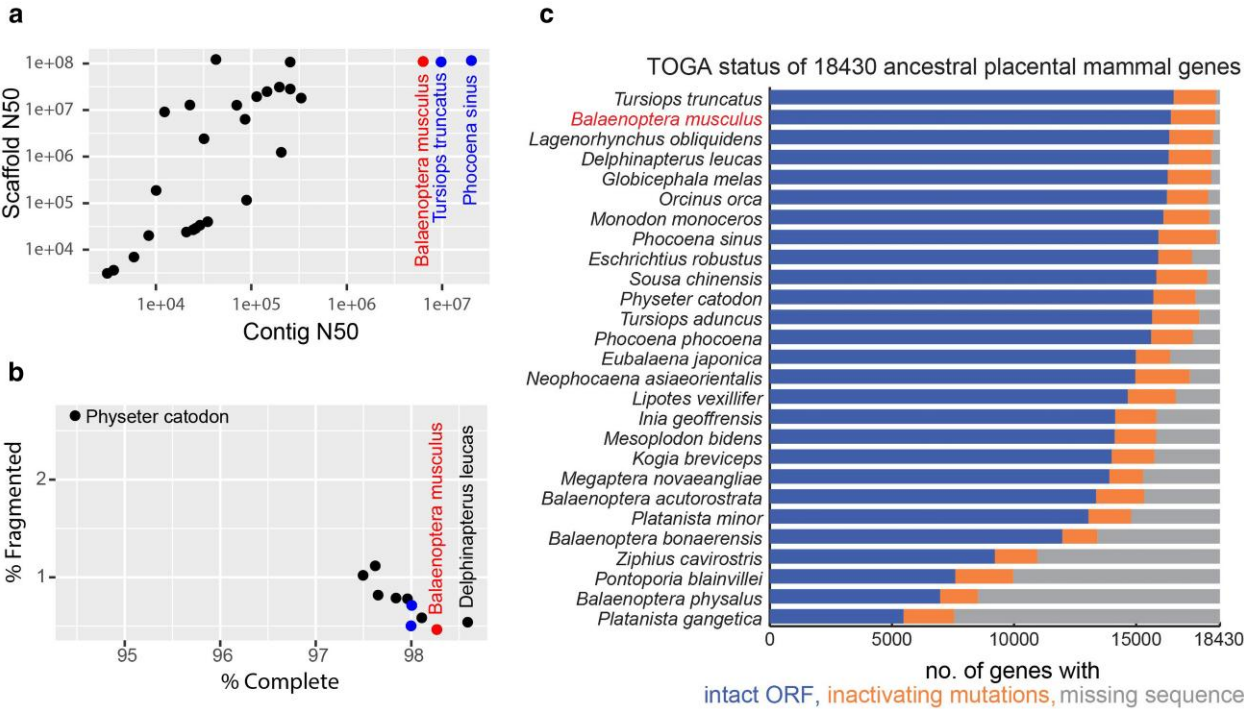 a
Scaffold N50
1e+08
1e+07
1e+06
1e+05
1e+04
Balaenoptera musculus
Tursiops truncatus
Phocoena sinus
1e+04
1e+05
1e+06
1e+07
Contig N50
b
% Fragmented
2
1
Physeter catodon
Balaenoptera musculus
Delphinapterus leucas
95
96
97
98
% Complete
c
TOGA status of 18430 ancestral placental mammal genes
Tursiops truncatus
Balaenoptera musculus
Lagenorhynchus obliquidens
Delphinapterus leucas
Globicephala melas
Orcinus orca
Monodon monoceros
Phocoena sinus
Eschrichtius robustus
Sousa chinensis
Physeter catodon
Tursiops aduncus
Phocoena phocoena
Eubalaena japonica
Neophocaena asiaeorientalis
Lipotes vexillifer
Inia geoffrensis
Mesoplodon bidens
Kogia breviceps
Megaptera novaeangliae
Balaenoptera acutorostrata
Platanista minor
Balaenoptera bonaerensis
Ziphius cavirostris
Pontoporia blainvillei
Balaenoptera physalus
Platanista gangetica
0
5000
10000
15000
18430
no. of genes with
intact ORF, inactivating mutations, missing sequence